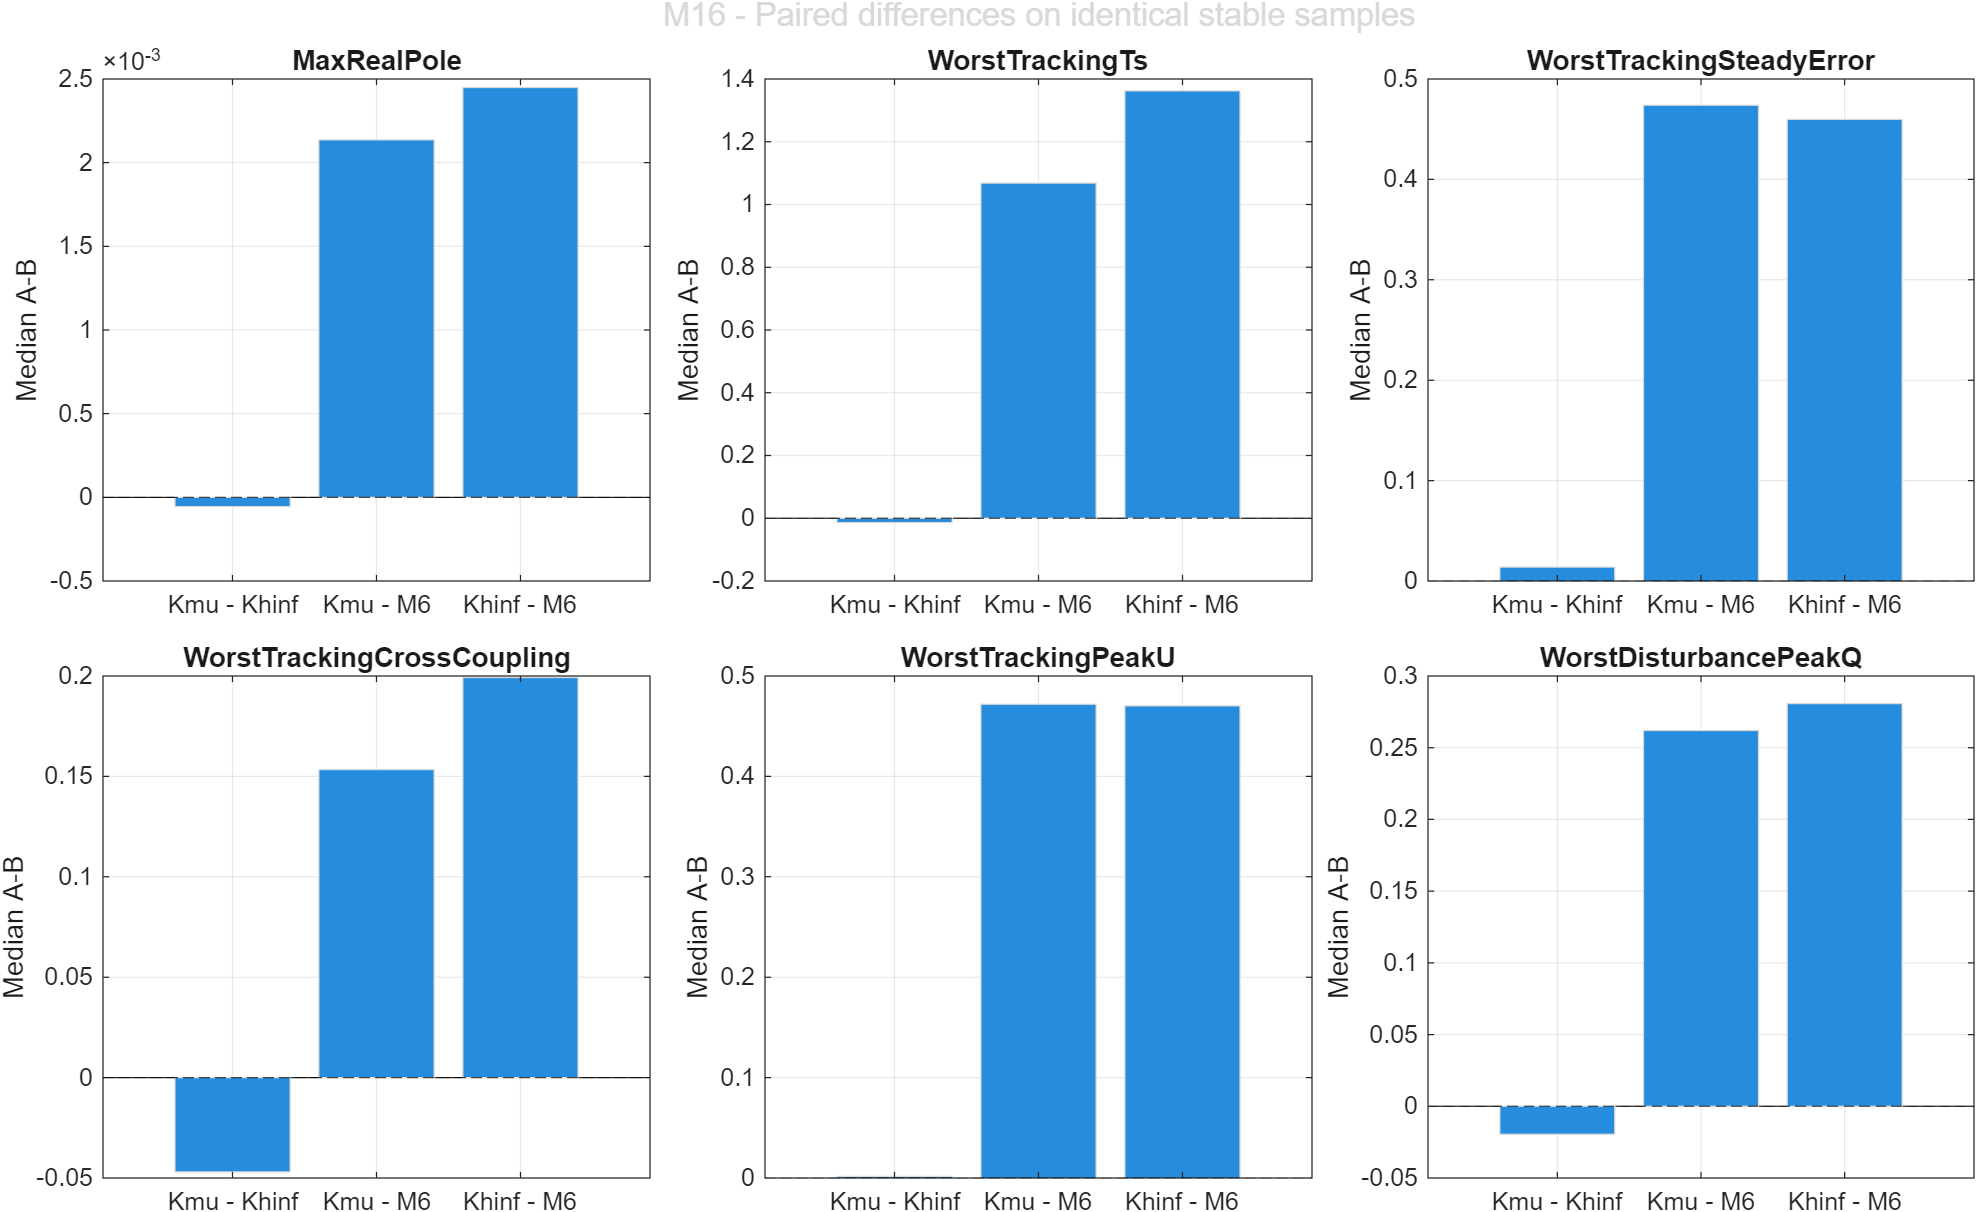 M16 - Paired differences on identical stable samples
MaxRealPole
×10-3
Median A-B
2.5
2
1.5
1
0.5
0
-0.5
Kmu - Khinf
Kmu - M6
Khinf - M6
WorstTrackingTs
Median A-B
1.4
1.2
1
0.8
0.6
0.4
0.2
0
-0.2
Kmu - Khinf
Kmu - M6
Khinf - M6
WorstTrackingSteadyError
Median A-B
0.5
0.4
0.3
0.2
0.1
0
Kmu - Khinf
Kmu - M6
Khinf - M6
WorstTrackingCrossCoupling
Median A-B
0.2
0.15
0.1
0.05
0
-0.05
Kmu - Khinf
Kmu - M6
Khinf - M6
WorstTrackingPeakU
Median A-B
0.5
0.4
0.3
0.2
0.1
0
Kmu - Khinf
Kmu - M6
Khinf - M6
WorstDisturbancePeakQ
Median A-B
0.3
0.25
0.2
0.15
0.1
0.05
0
-0.05
Kmu - Khinf
Kmu - M6
Khinf - M6